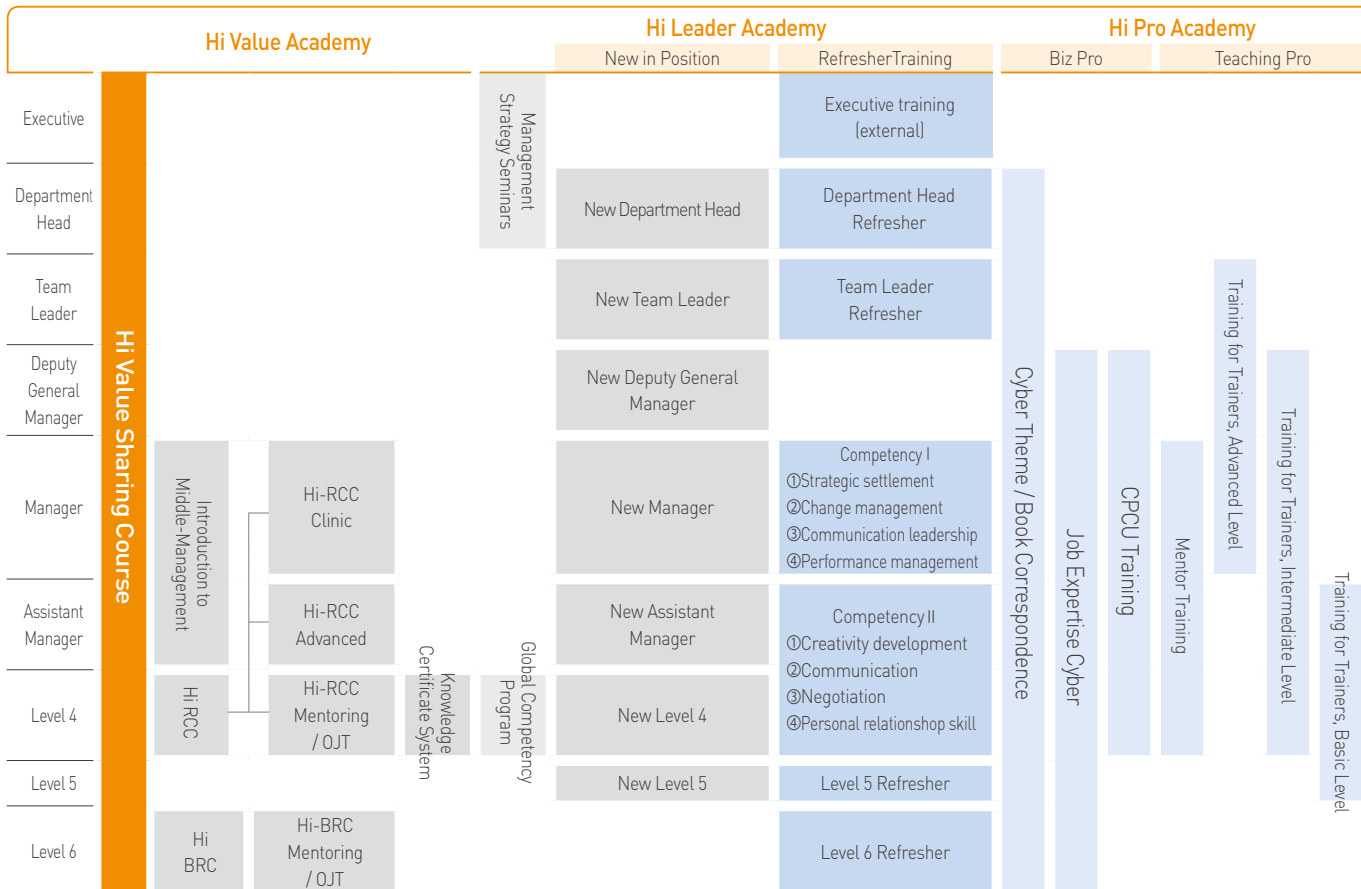 Hi Value Academy
Hi Leader Academy
Hi Pro Academy
New in Position
RefresherTraining
Biz Pro
Teaching Pro
Executive
Department
Head
Team
Leader
Deputy
General
Manager
Manager
Assistant
Manager
Level 4
Level 5
Level 6
Hi Value Sharing Course
Introduction to
Middle-Management
Hi RCC
Hi
BRC
Hi-RCC
Clinic
Hi-RCC
Advanced
Hi-RCC
Mentoring
/ OJT
Hi-BRC
Mentoring
/ OJT
Knowledge
Certificate System
Management
Strategy Seminars
Global Competency
Program
New Department Head
New Team Leader
New Deputy General
Manager
New Manager
New Assistant
Manager
New Level 4
New Level 5
Executive training
(external)
Department Head
Refresher
Team Leader
Refresher
Competency I
①Strategic settlement
②Change management
③Communication leadership
④Performance management
Competency II
①Creativity development
②Communication
③Negotiation
④Personal relationshop skill
Level 5 Refresher
Level 6 Refresher
Cyber Theme / Book Correspondence
Job Expertise Cyber
CPCU Training
Mentor Training
Training for Trainers, Advanced Level
Training for Trainers, Intermediate Level
Training for Trainers, Basic Level